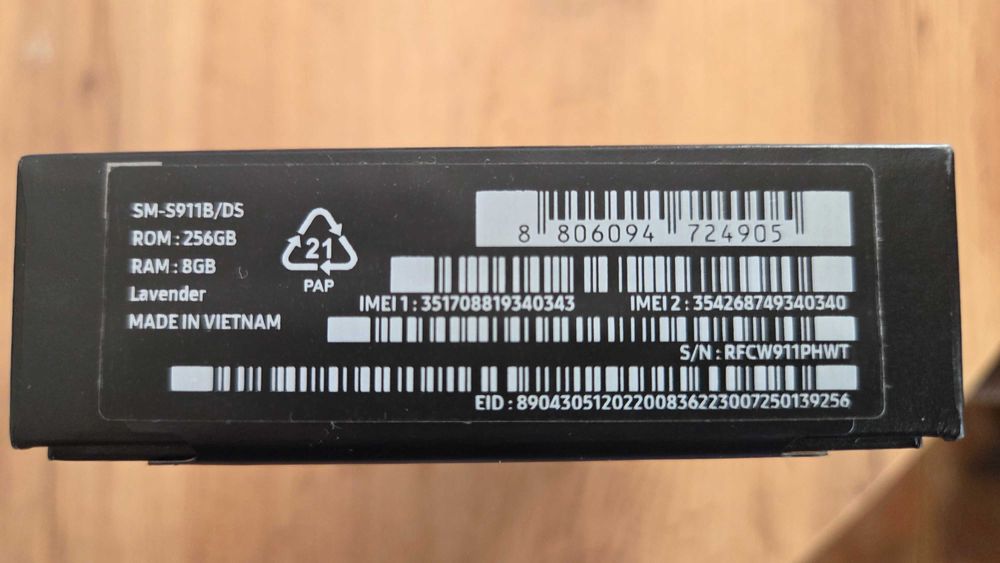 SM-S911B/DS
ROM : 256GB
RAM : 8GB
Lavender
MADE IN VIETNAM
21
PAP
8 806094 724905
IMEI 1 : 351708819340343
IMEI 2 : 354268749340340
S/N : RFCW911PHWT
EID : 89043051202200836223007250139256